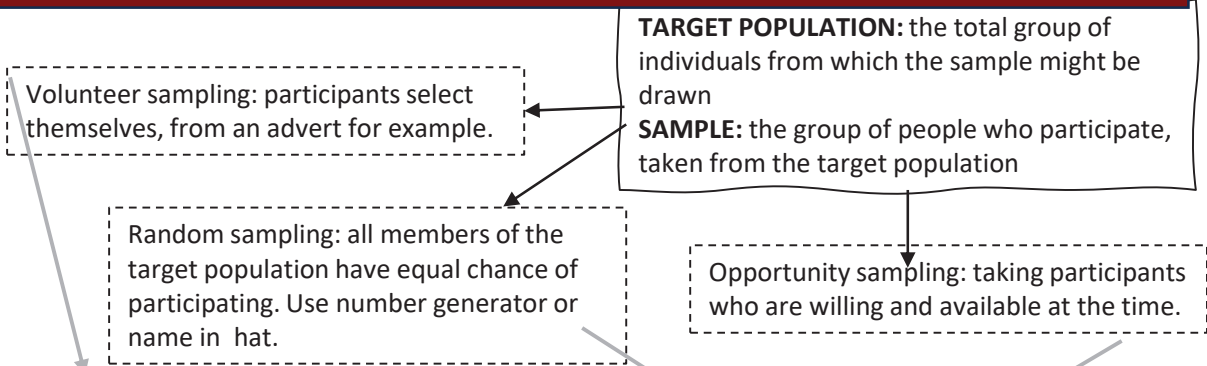 TARGET POPULATION: the total group of
individuals from which the sample might be
drawn
SAMPLE: the group of people who participate,
taken from the target population
Volunteer sampling: participants select
themselves, from an advert for example.
Random sampling: all members of the
target population have equal chance of
participating. Use number generator or
name in hat.
Opportunity sampling: taking participants
who are willing and available at the time.